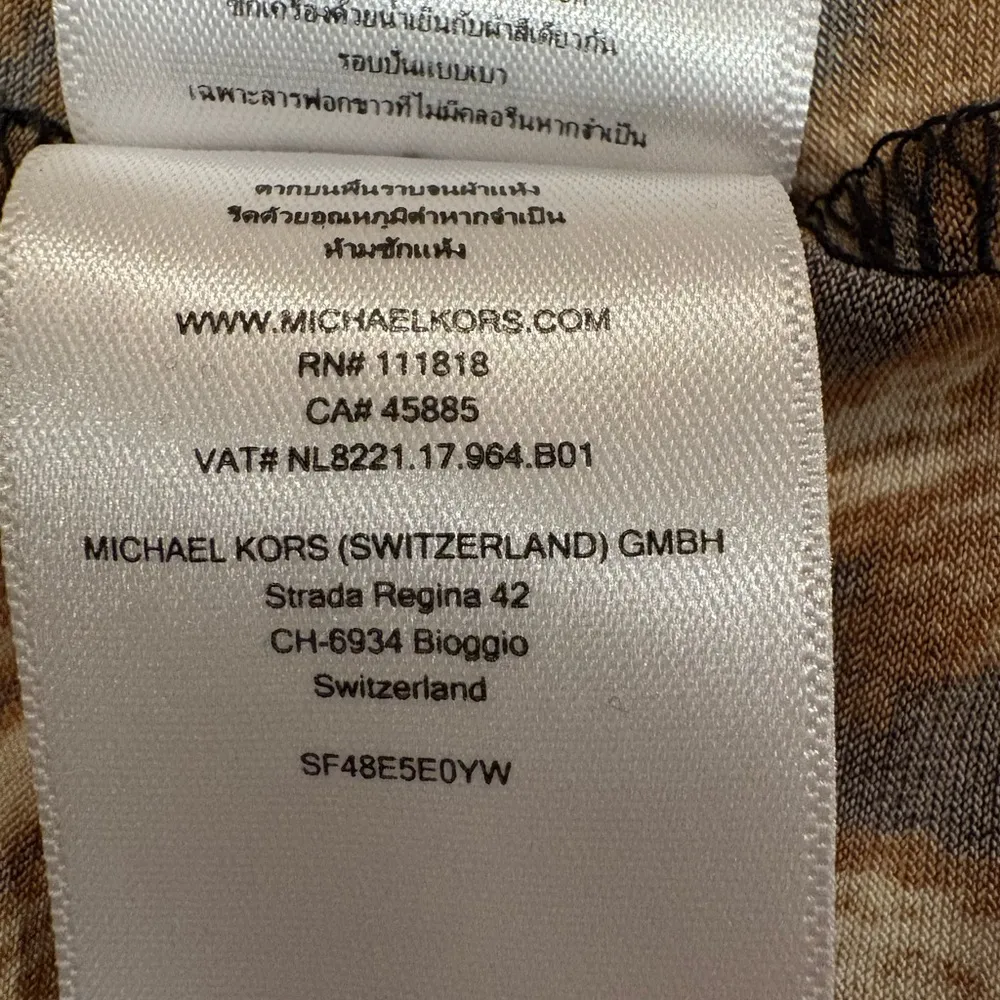 ซักเครื่องด้วยน้ำเย็นกับผ้าสีเดียวกัน
รอบปั่นแบบเบา
เฉพาะสารฟอกขาวที่ไม่มีคลอรีนหากจำเป็น
ตากบนพื้นราบจนผ้าแห้ง
รีดด้วยอุณหภูมิต่ำหากจำเป็น
ห้ามซักแห้ง
WWW.MICHAELKORS.COM
RN# 111818
CA# 45885
VAT# NL8221.17.964.B01
MICHAEL KORS (SWITZERLAND) GMBH
Strada Regina 42
CH-6934 Bioggio
Switzerland
SF48E5E0YW